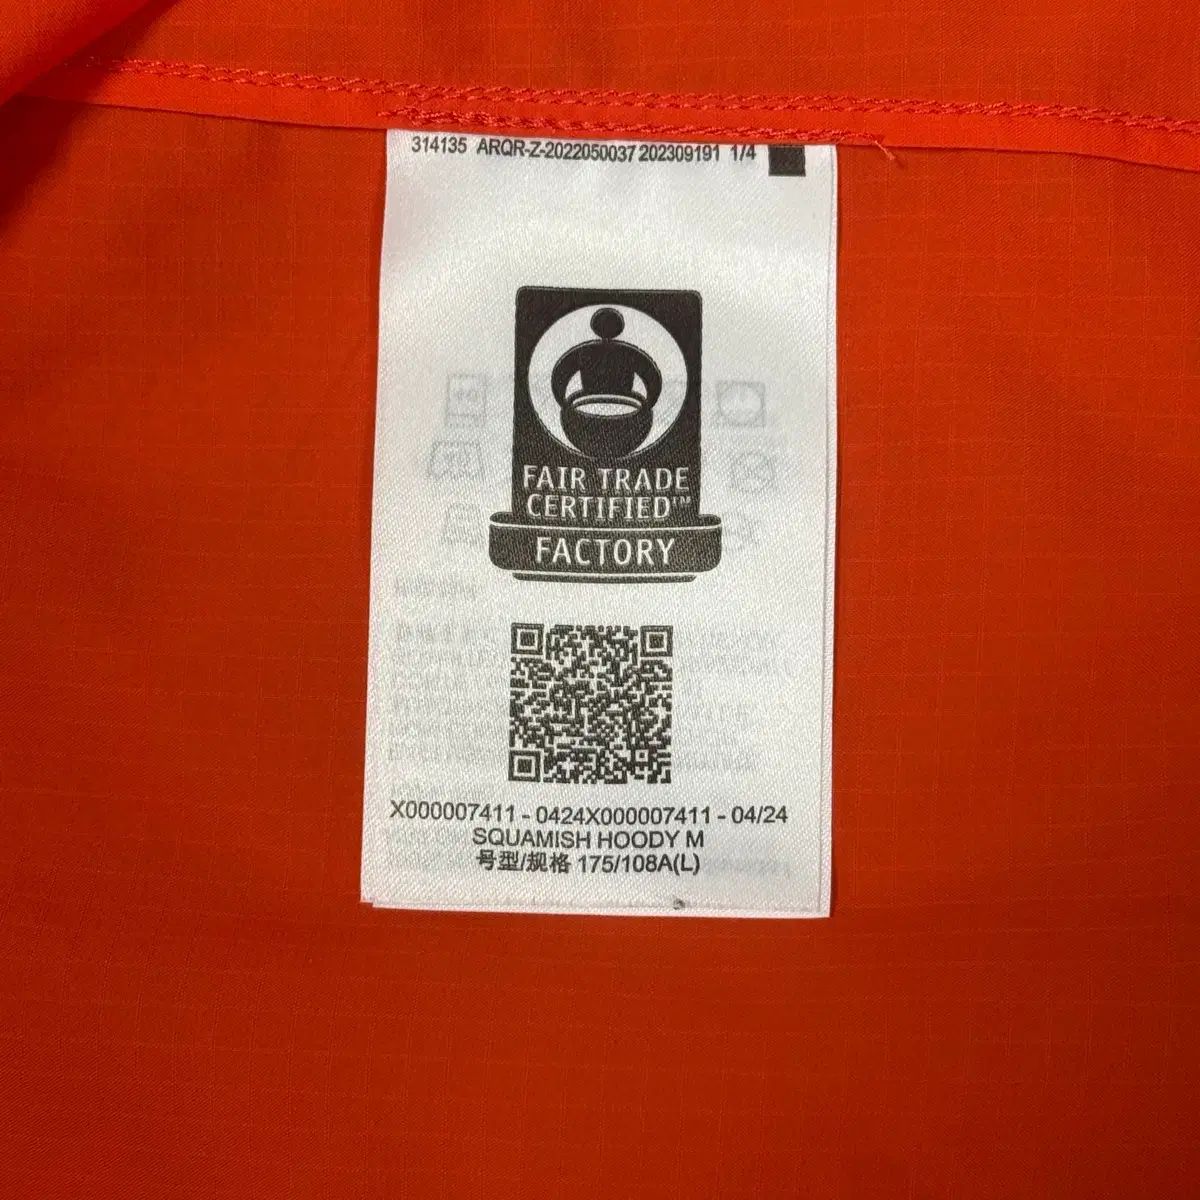 314135 ARQR-Z-2022050037 202309191 1/4
FAIR TRADE
CERTIFIED™
FACTORY
X000007411 - 0424X000007411 - 04/24
SQUAMISH HOODY M
号型/规格 175/108A(L)